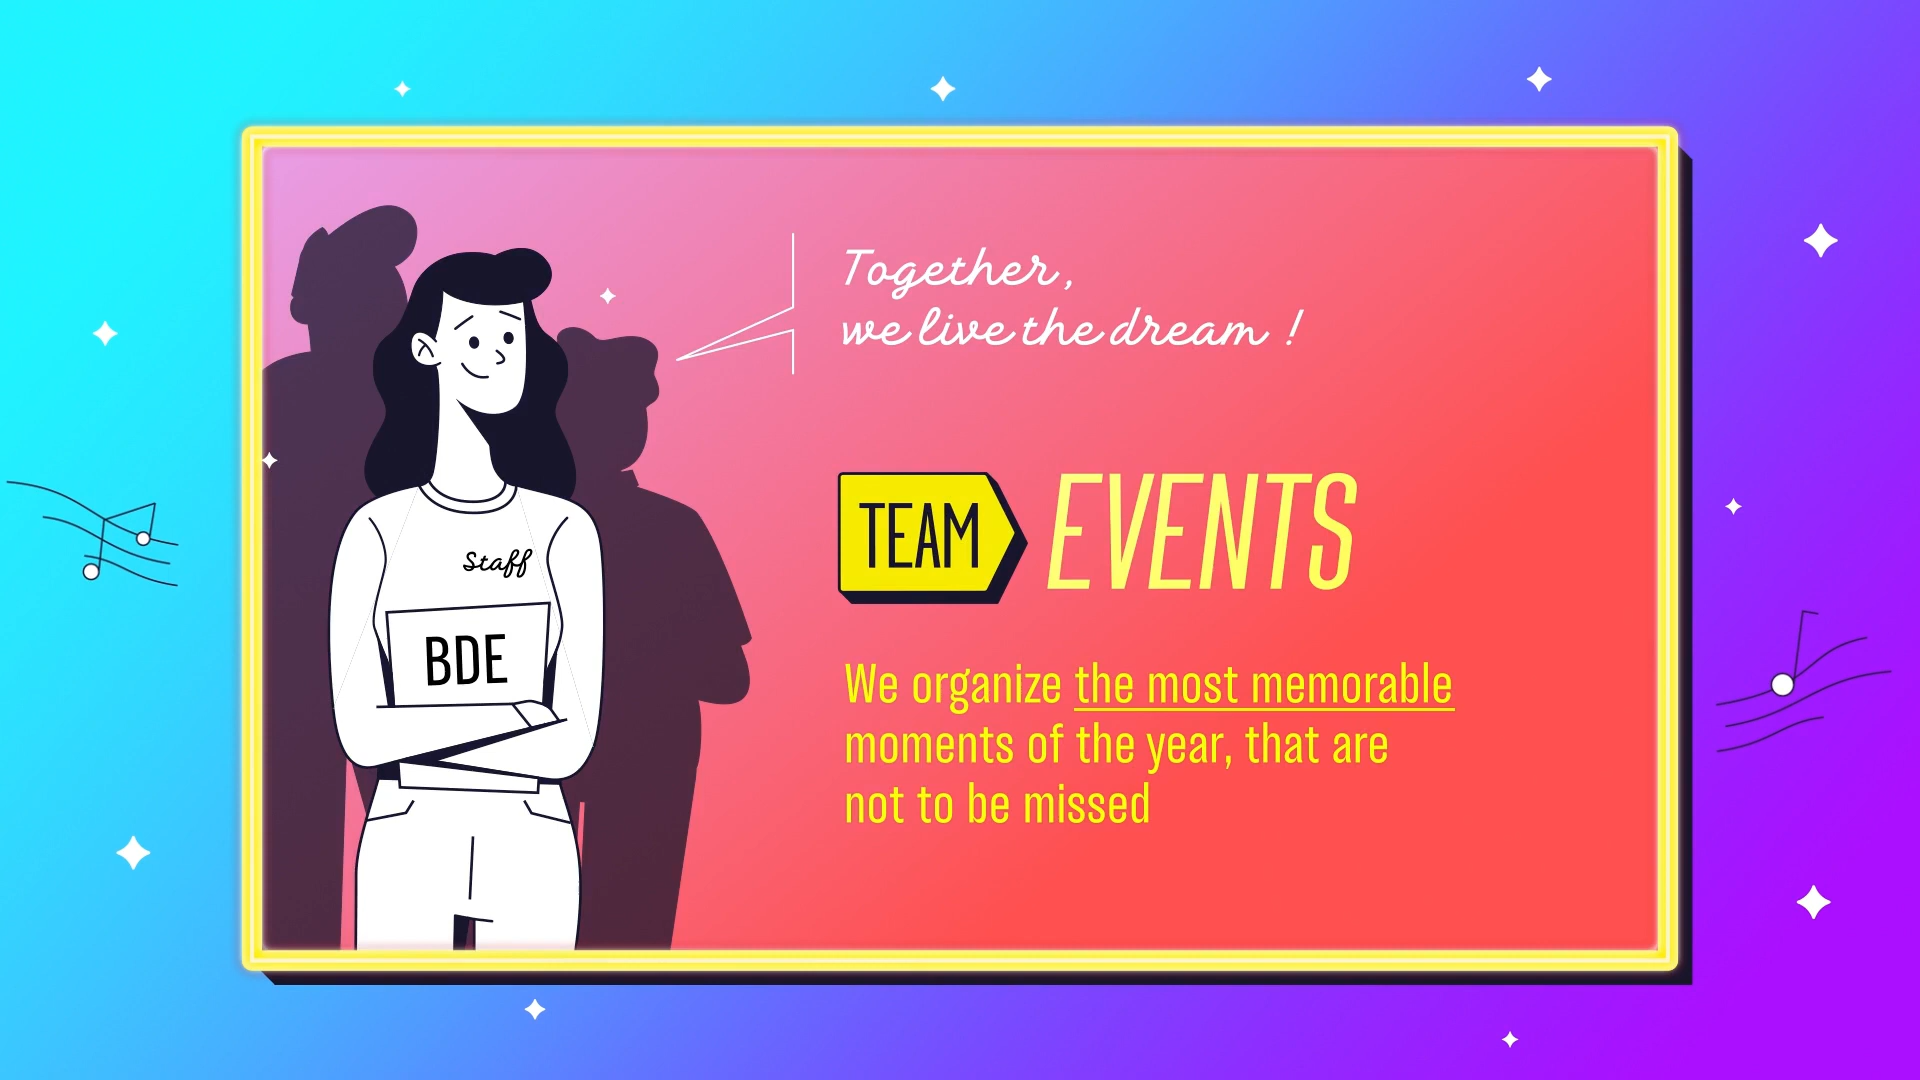 Together,
we live the dream !
TEAM EVENTS
Staff
BDE
We organize the most memorable
moments of the year, that are
not to be missed